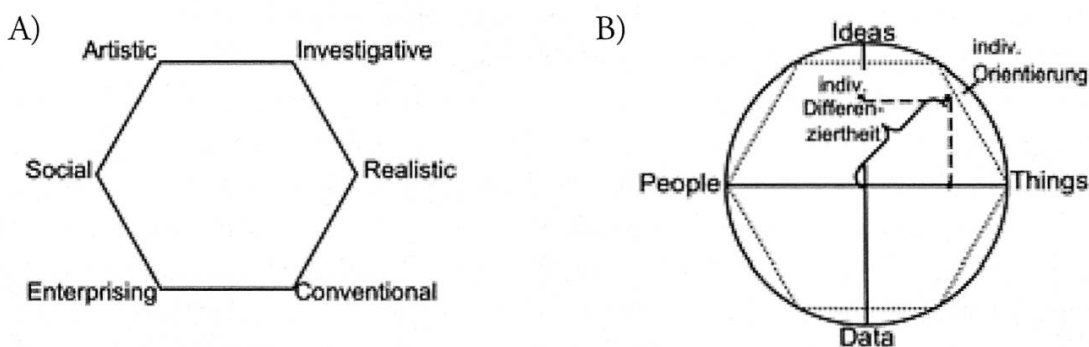 A)
Artistic
Investigative
Social
Realistic
Enterprising
Conventional
B)
Ideas
indiv.
Orientierung
indiv.
Differen-
ziertheit
People
Things
Data